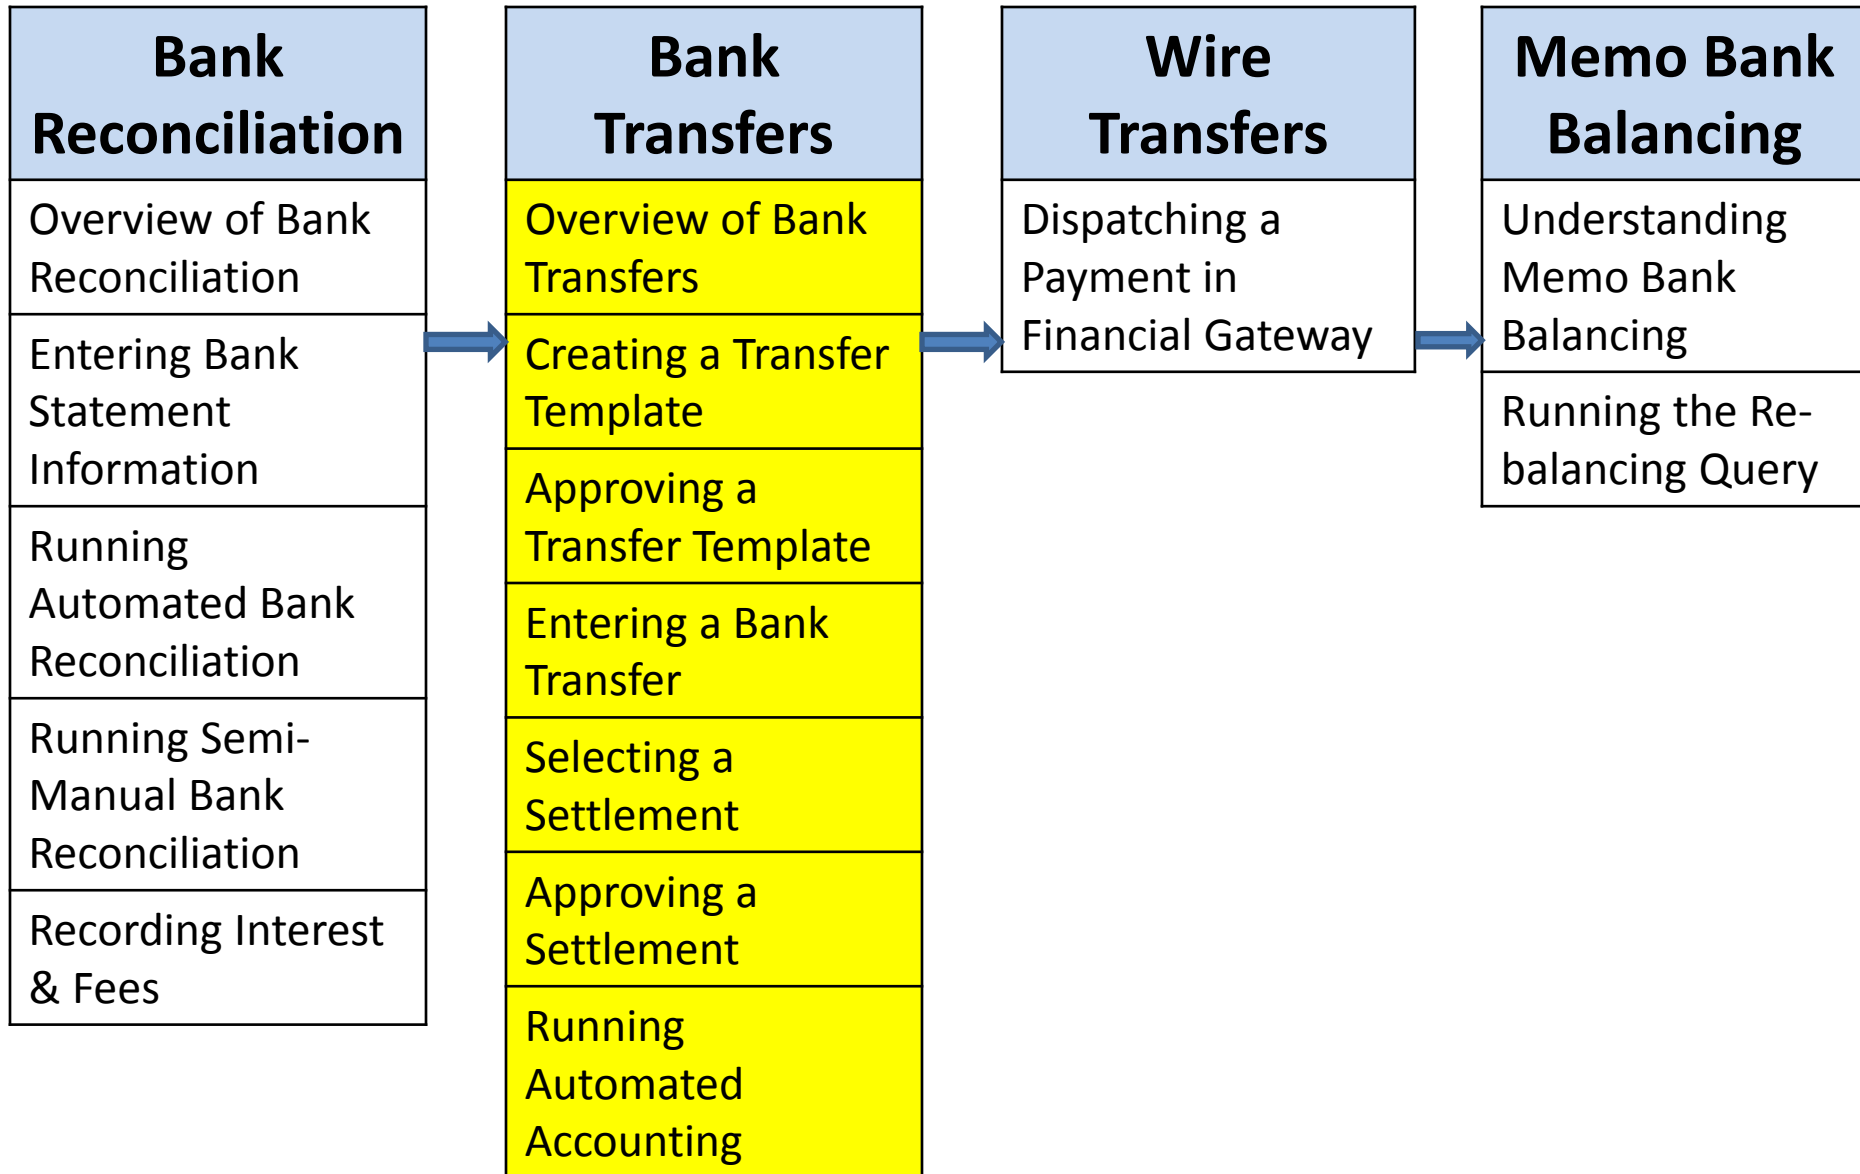 Bank
Reconciliation
Overview of Bank
Reconciliation
Entering Bank
Statement
Information
Running
Automated Bank
Reconciliation
Running Semi-
Manual Bank
Reconciliation
Recording Interest
& Fees
Bank
Transfers
Overview of Bank
Transfers
Creating a Transfer
Template
Approving a
Transfer Template
Entering a Bank
Transfer
Selecting a
Settlement
Approving a
Settlement
Running
Automated
Accounting
Wire
Transfers
Dispatching a
Payment in
Financial Gateway
Memo Bank
Balancing
Understanding
Memo Bank
Balancing
Running the Re-
balancing Query